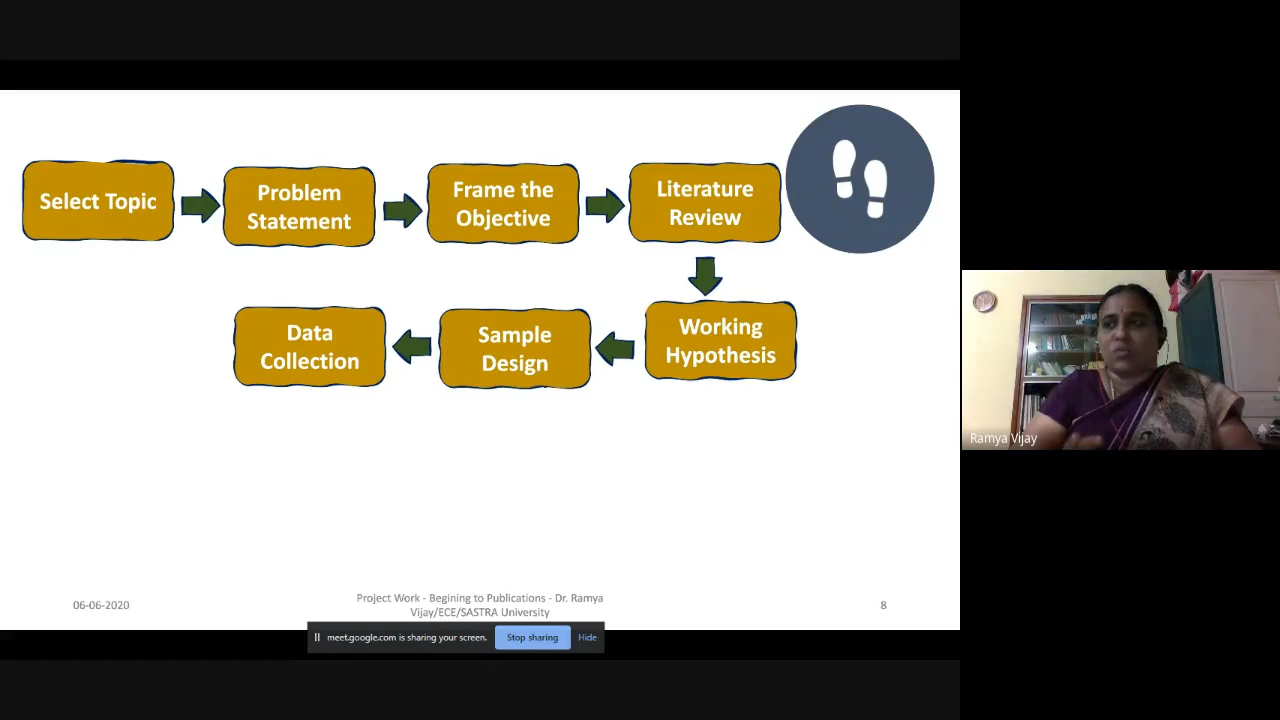 Select Topic
Problem
Statement
Frame the
Objective
Literature
Review
Data
Collection
Sample
Design
Working
Hypothesis
Ramya Vijay
06-06-2020
Project Work - Begining to Publications - Dr. Ramya
Vijay/ECE/SASTRA University
8
meet.google.com is sharing your screen.
Stop sharing
Hide